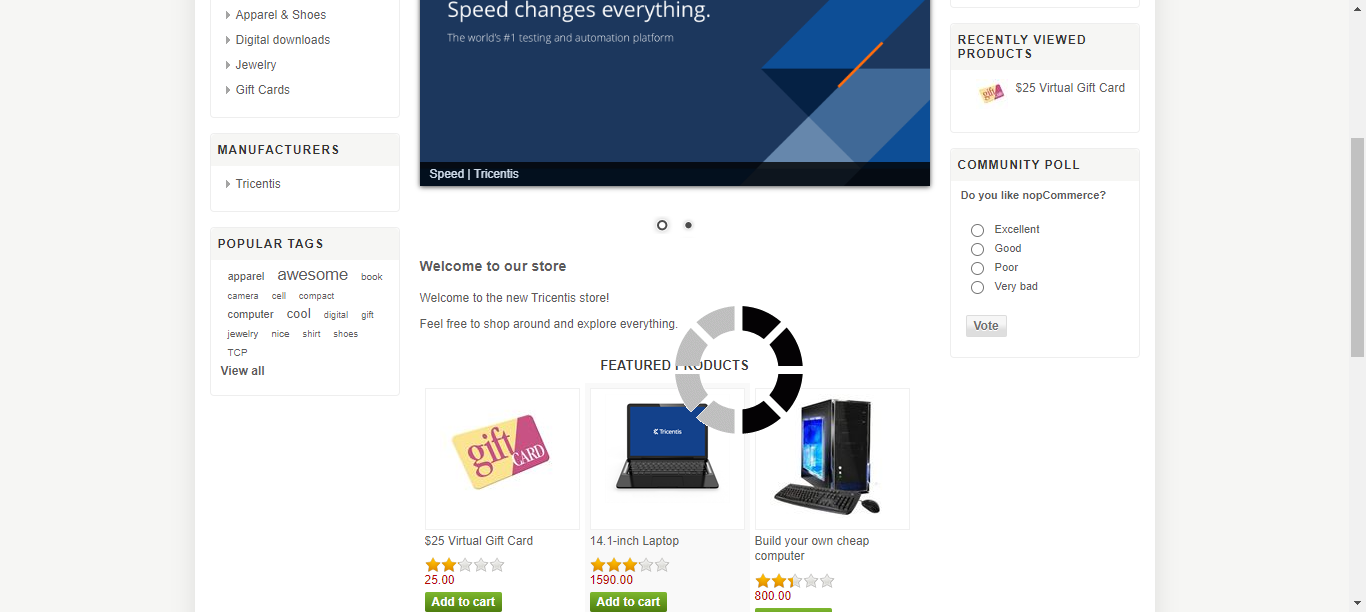 Apparel & Shoes
Digital downloads
Jewelry
Gift Cards
MANUFACTURERS
Tricentis
POPULAR TAGS
apparel awesome book
camera cell compact
computer cool digital gift
jewelry nice shirt shoes
TCP
View all
Speed changes everything.
The world's #1 testing and automation platform
Speed | Tricentis
Welcome to our store
Welcome to the new Tricentis store!
Feel free to shop around and explore everything.
FEATURED PRODUCTS
gift CARD
$25 Virtual Gift Card
25.00
Add to cart
Tricentis
14.1-inch Laptop
1590.00
Add to cart
Build your own cheap
computer
800.00
RECENTLY VIEWED
PRODUCTS
gift
$25 Virtual Gift Card
COMMUNITY POLL
Do you like nopCommerce?
Excellent
Good
Poor
Very bad
Vote